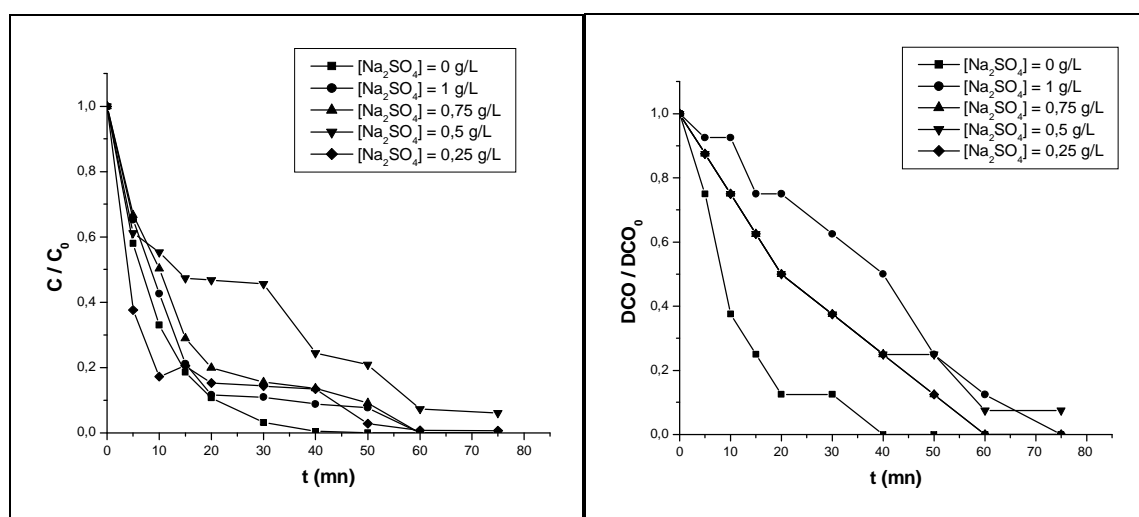 [Na₂SO₄] = 0 g/L
[Na₂SO₄] = 1 g/L
[Na₂SO₄] = 0,75 g/L
[Na₂SO₄] = 0,5 g/L
[Na₂SO₄] = 0,25 g/L
1,0
0,8
0,6
0,4
0,2
0,0
C / C₀
0 10 20 30 40 50 60 70 80
t (mn)
[Na₂SO₄] = 0 g/L
[Na₂SO₄] = 1 g/L
[Na₂SO₄] = 0,75 g/L
[Na₂SO₄] = 0,5 g/L
[Na₂SO₄] = 0,25 g/L
1,0
0,8
0,6
0,4
0,2
0,0
DCO / DCO₀
0 10 20 30 40 50 60 70 80
t (mn)